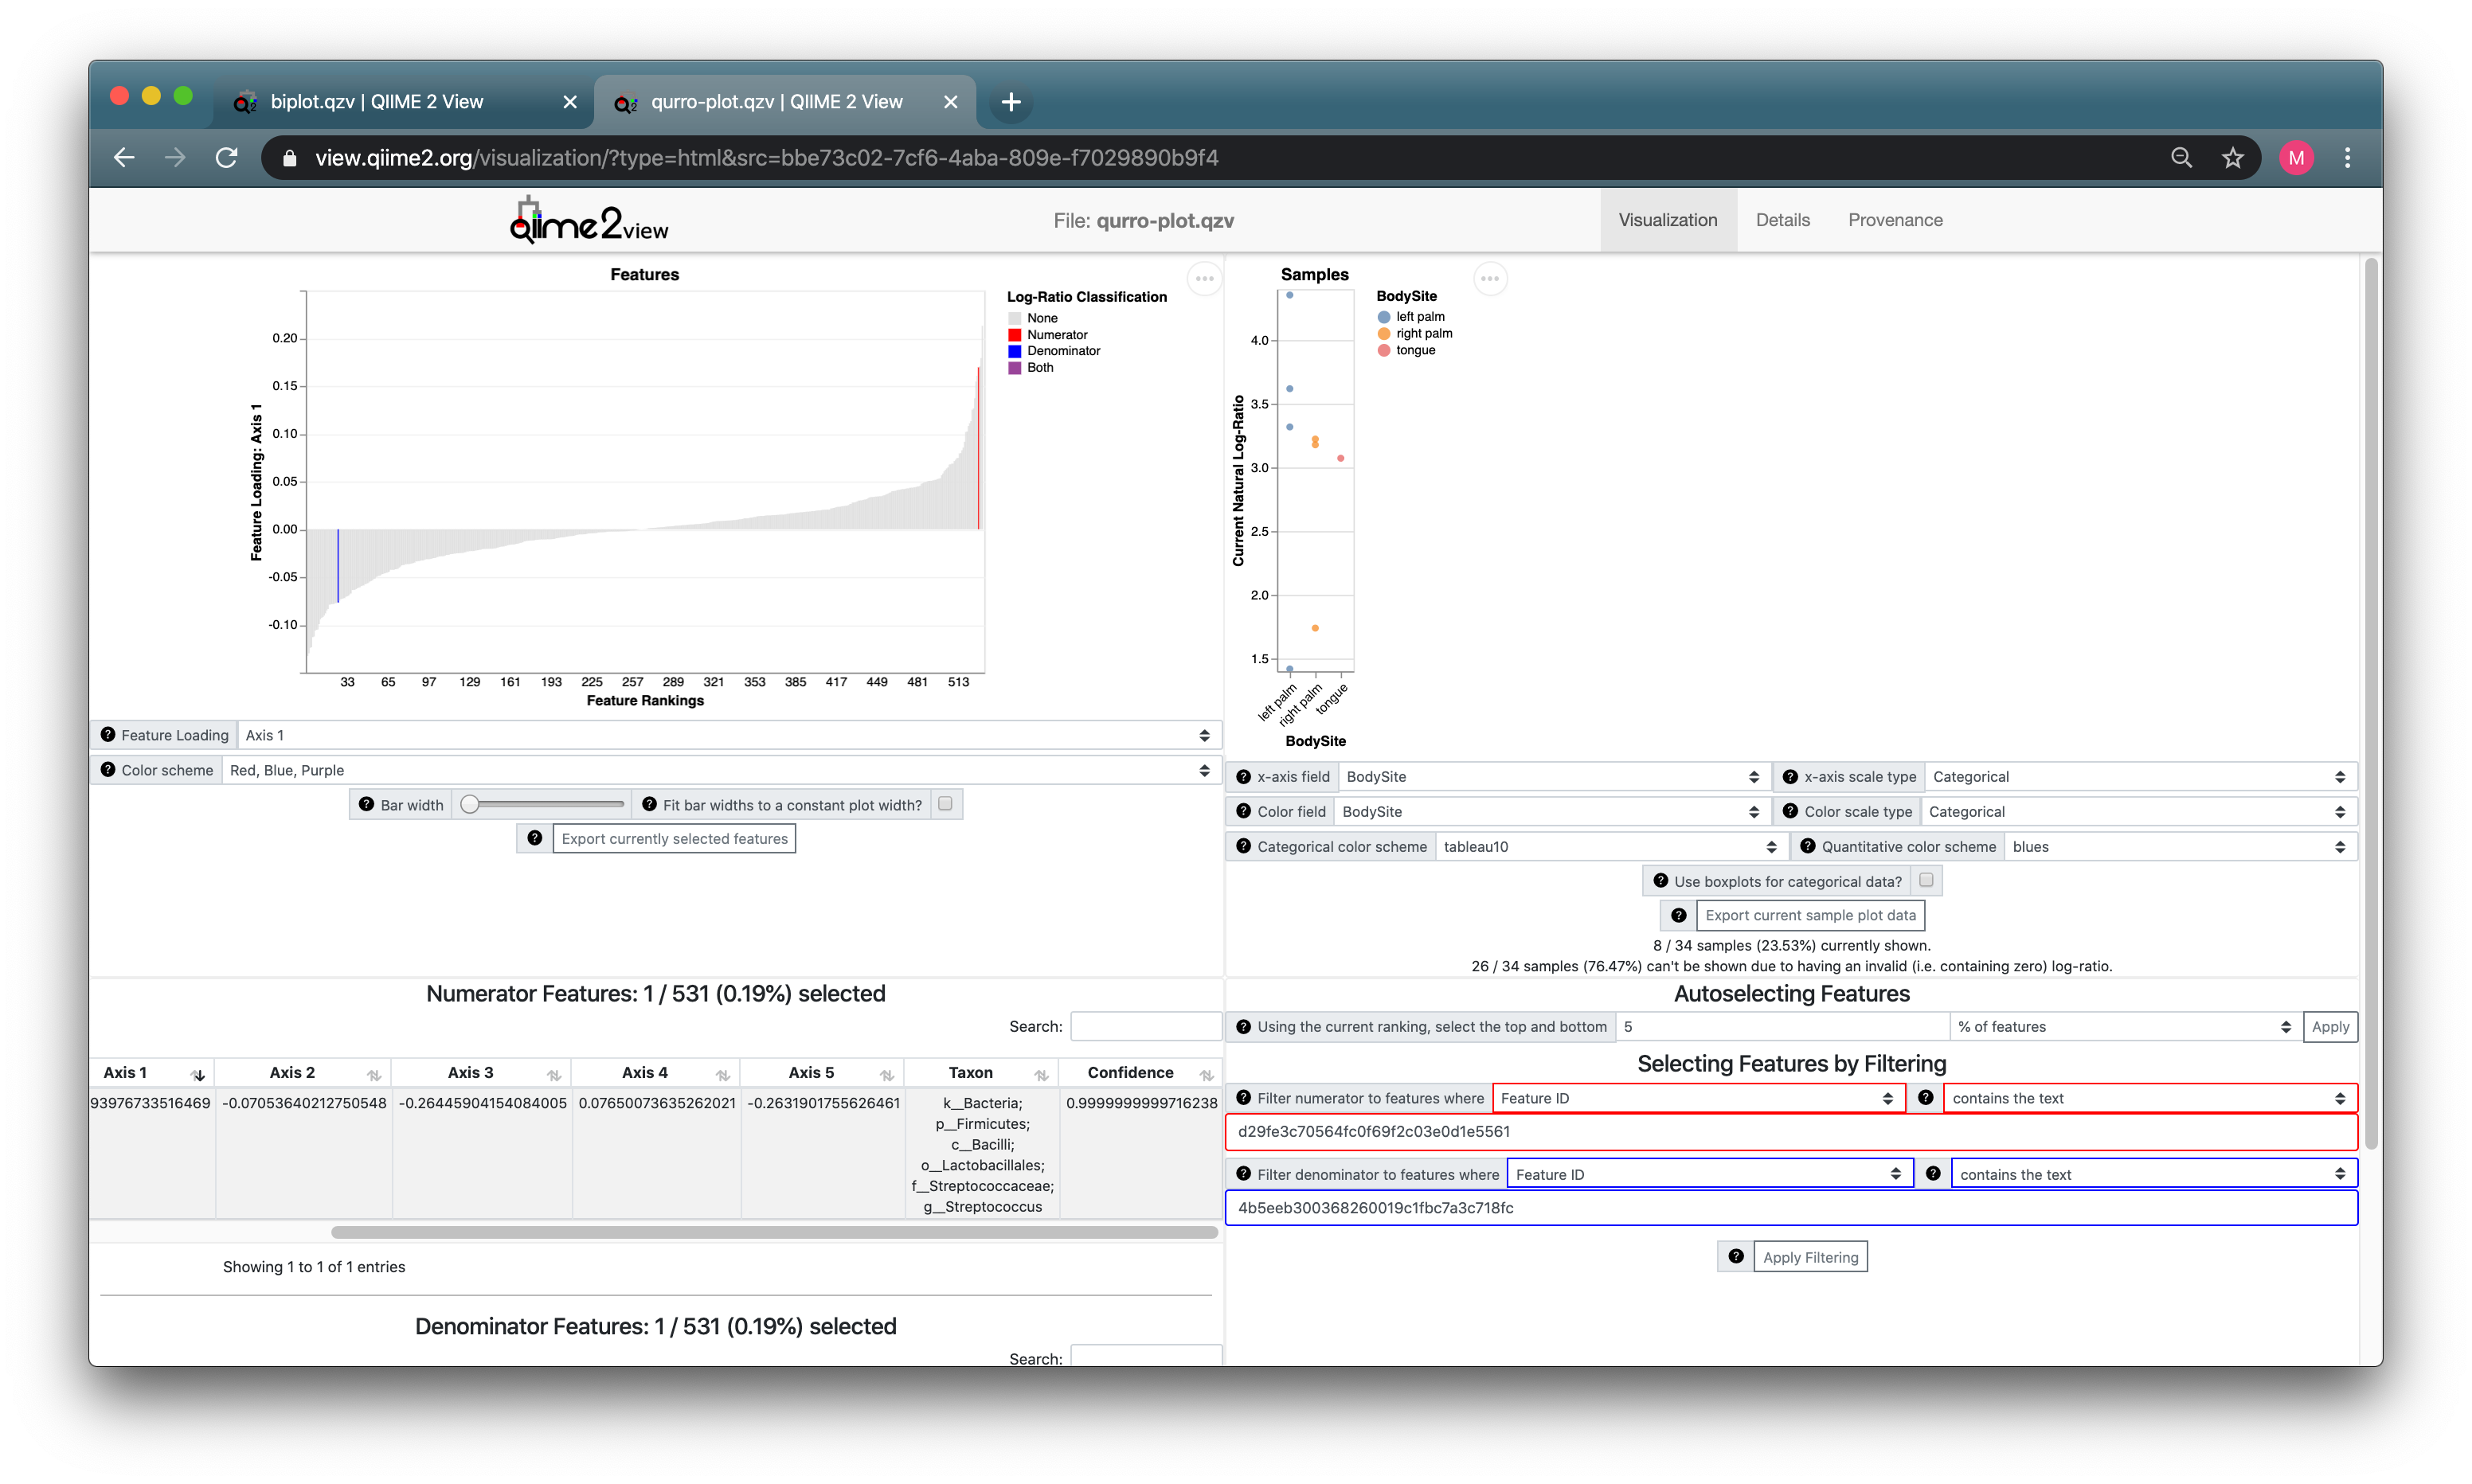 biplot.qzv | QIIME 2 View
qurro-plot.qzv | QIIME 2 View
view.qiime2.org/visualization/?type=html&src=bbe73c02-7cf6-4aba-809e-f7029890b9f4
M
qiime2view
File: qurro-plot.qzv
Visualization
Details
Provenance
Features
0.20
0.15
0.10
0.05
0.00
-0.05
-0.10
Feature Loading: Axis 1
33 65 97 129 161 193 225 257 289 321 353 385 417 449 481 513
Feature Rankings
Log-Ratio Classification
None
Numerator
Denominator
Both
Samples
4.0
3.5
3.0
2.5
2.0
1.5
Current Natural Log-Ratio
left palm
right palm
tongue
BodySite
BodySite
left palm
right palm
tongue
? Feature Loading Axis 1
? Color scheme Red, Blue, Purple
? Bar width ? Fit bar widths to a constant plot width?
? Export currently selected features
? x-axis field BodySite ? x-axis scale type Categorical
? Color field BodySite ? Color scale type Categorical
? Categorical color scheme tableau10 ? Quantitative color scheme blues
? Use boxplots for categorical data?
? Export current sample plot data
8 / 34 samples (23.53%) currently shown.
26 / 34 samples (76.47%) can't be shown due to having an invalid (i.e. containing zero) log-ratio.
Numerator Features: 1 / 531 (0.19%) selected
Search:
Axis 1 Axis 2 Axis 3 Axis 4 Axis 5 Taxon Confidence
93976733516469 -0.07053640212750548 -0.26445904154084005 0.07650073635262021 -0.2631901755626461 k__Bacteria; 0.9999999999716238
p__Firmicutes;
c__Bacilli;
o__Lactobacillales;
f__Streptococcaceae;
g__Streptococcus
Showing 1 to 1 of 1 entries
Denominator Features: 1 / 531 (0.19%) selected
Search:
Autoselecting Features
? Using the current ranking, select the top and bottom 5 % of features Apply
Selecting Features by Filtering
? Filter numerator to features where Feature ID ? contains the text
d29fe3c70564fc0f69f2c03e0d1e5561
? Filter denominator to features where Feature ID ? contains the text
4b5eeb300368260019c1fbc7a3c718fc
? Apply Filtering